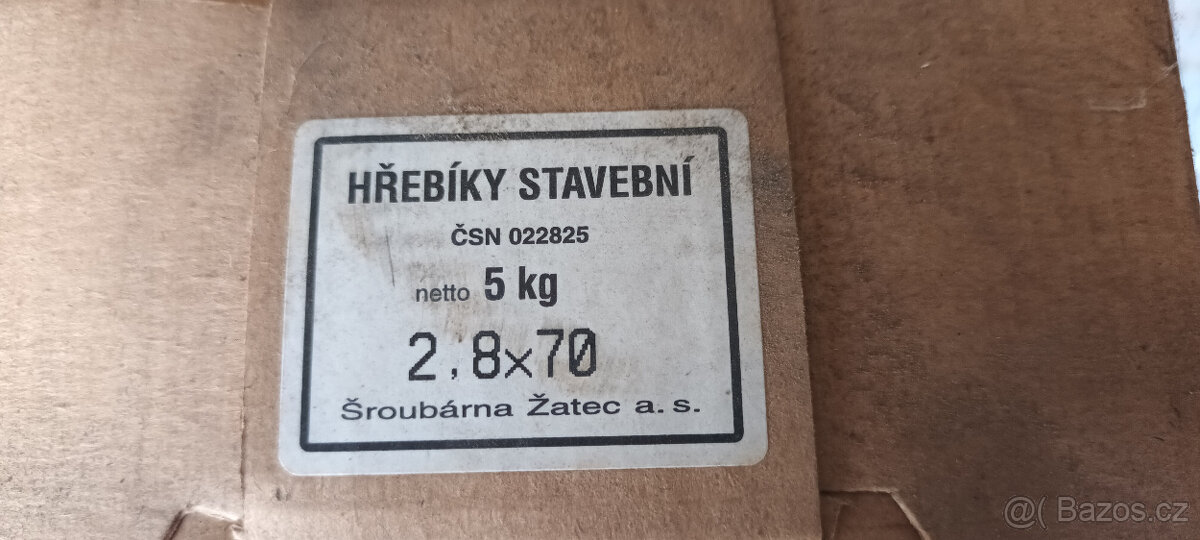 HŘEBÍKY STAVEBNÍ
ČSN 022825
netto 5 kg
2,8×70
Šroubárna Žatec a. s.
@( Bazos.cz